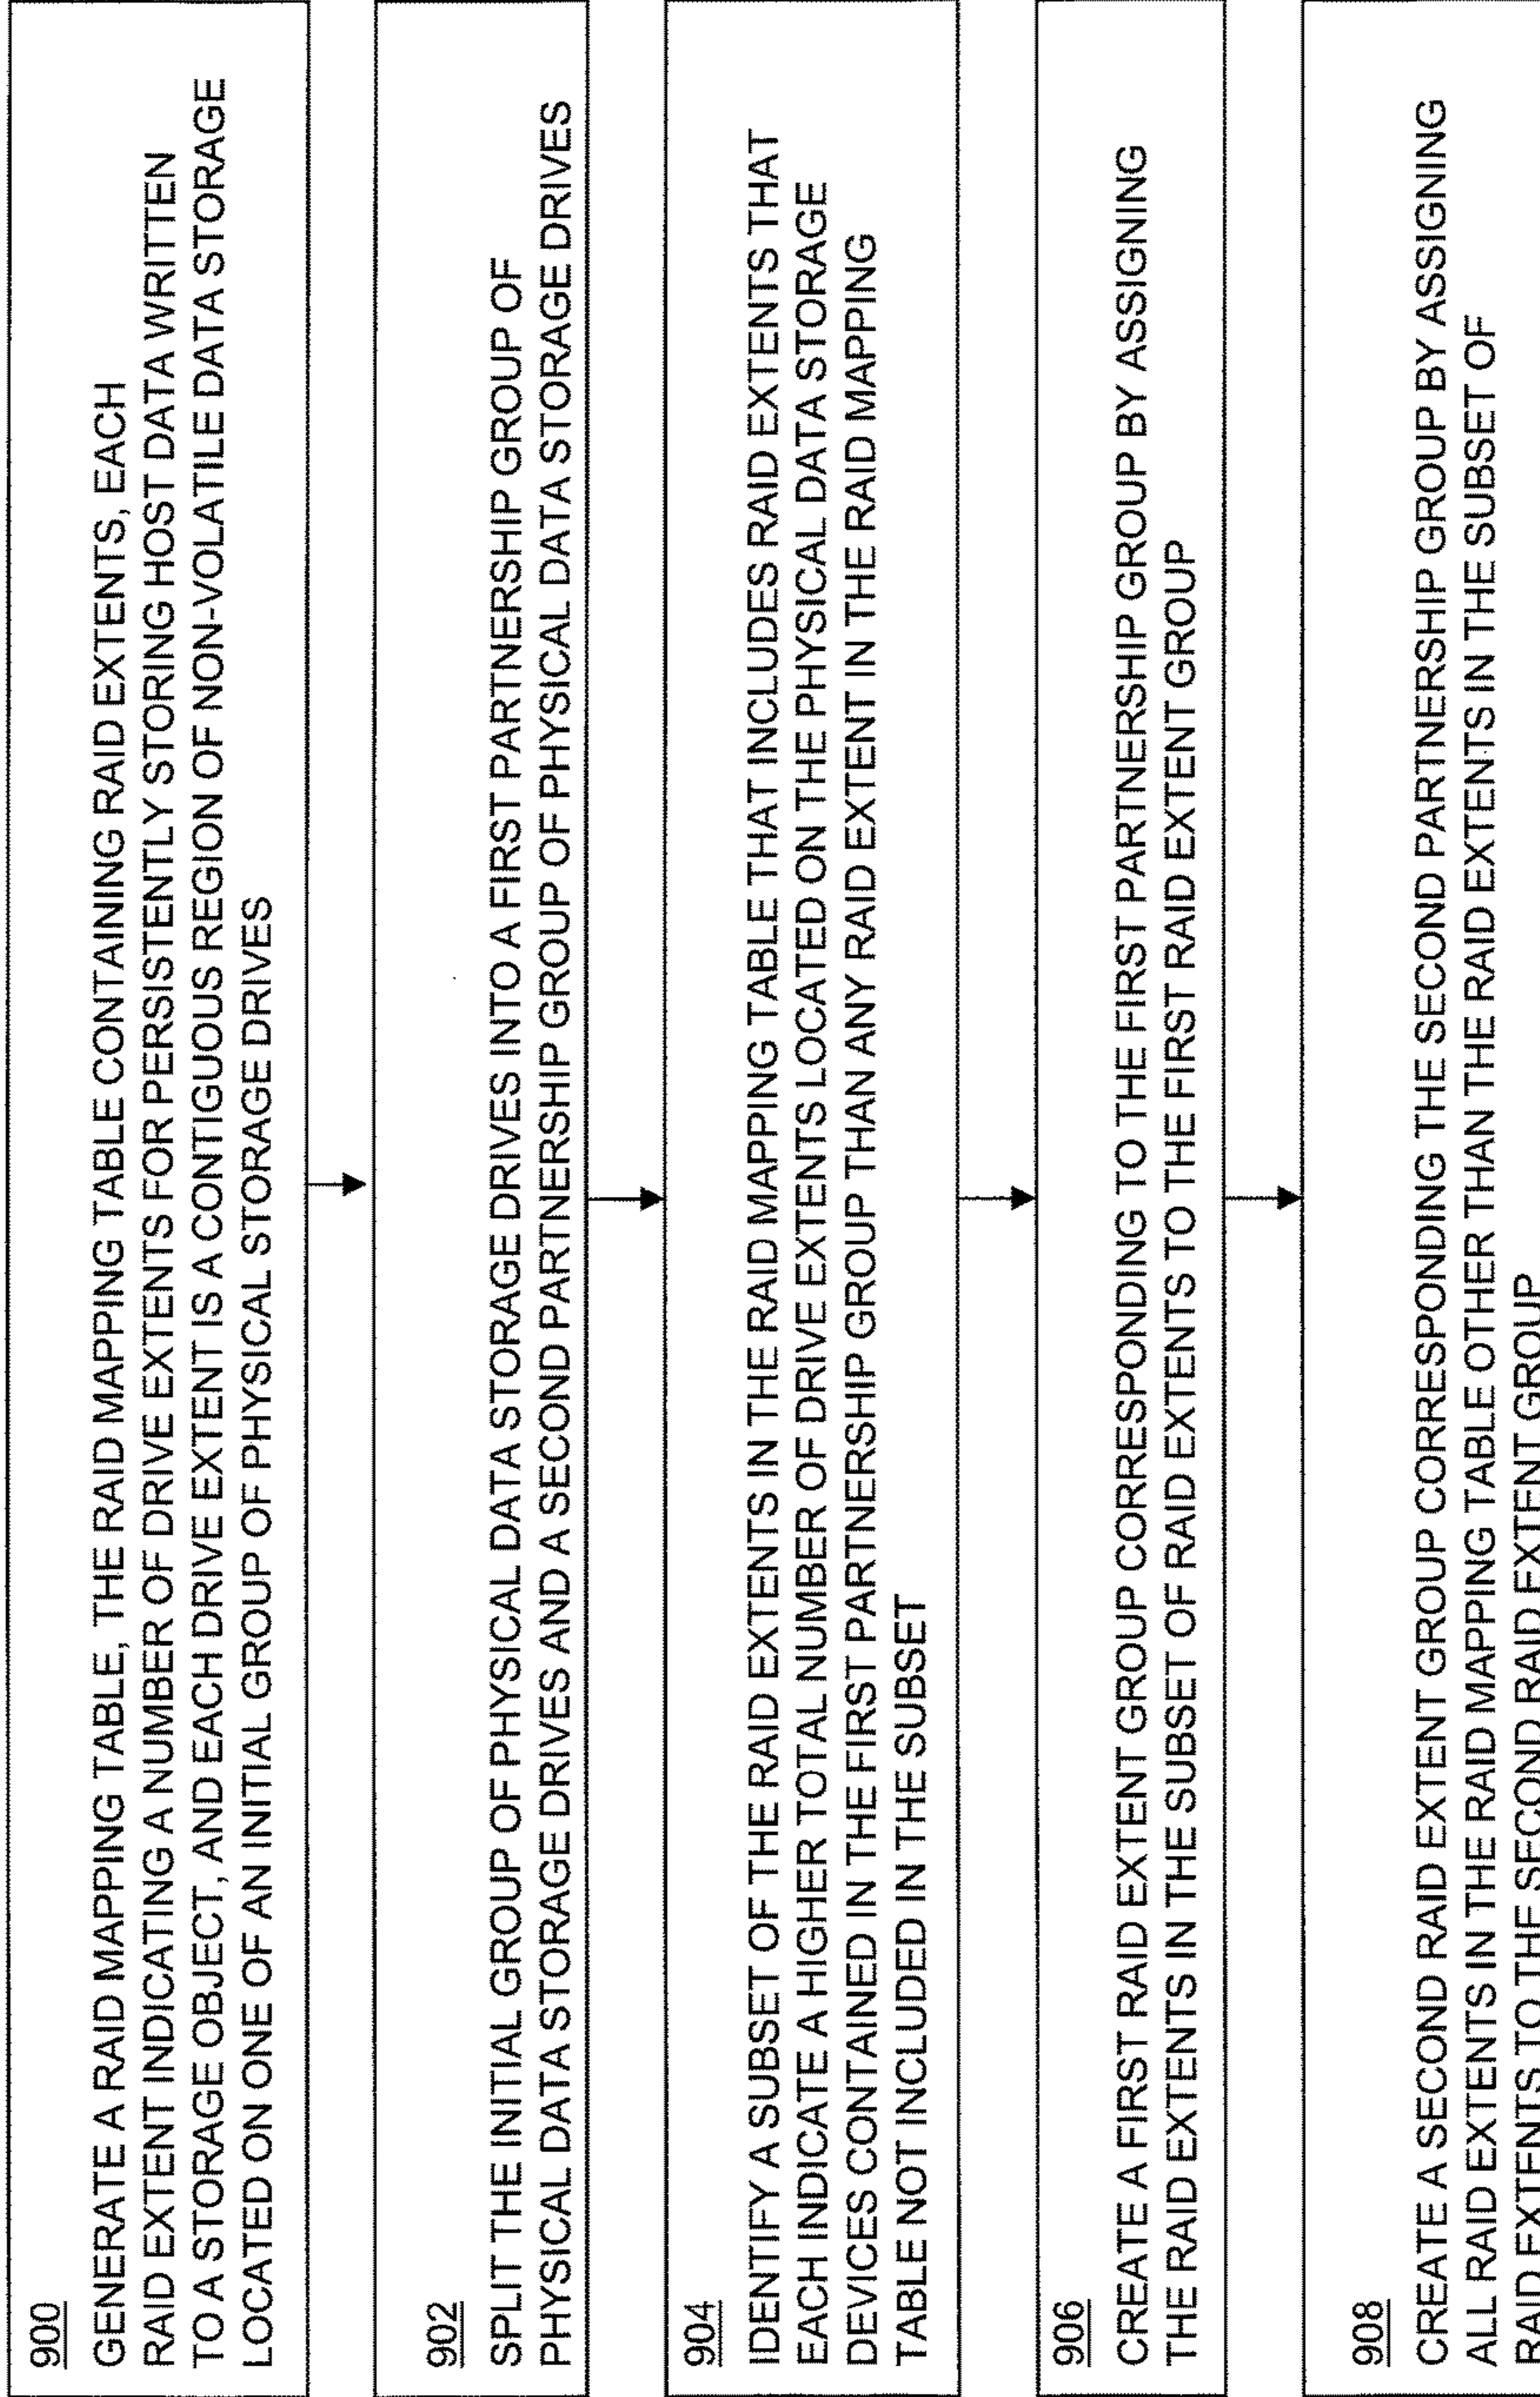 900
GENERATE A RAID MAPPING TABLE, THE RAID MAPPING TABLE CONTAINING RAID EXTENTS, EACH
RAID EXTENT INDICATING A NUMBER OF DRIVE EXTENTS FOR PERSISTENTLY STORING HOST DATA WRITTEN
TO A STORAGE OBJECT, AND EACH DRIVE EXTENT IS A CONTIGUOUS REGION OF NON-VOLATILE DATA STORAGE
LOCATED ON ONE OF AN INITIAL GROUP OF PHYSICAL STORAGE DRIVES
902
SPLIT THE INITIAL GROUP OF PHYSICAL DATA STORAGE DRIVES INTO A FIRST PARTNERSHIP GROUP OF
PHYSICAL DATA STORAGE DRIVES AND A SECOND PARTNERSHIP GROUP OF PHYSICAL DATA STORAGE DRIVES
904
IDENTIFY A SUBSET OF THE RAID EXTENTS IN THE RAID MAPPING TABLE THAT INCLUDES RAID EXTENTS THAT
EACH INDICATE A HIGHER TOTAL NUMBER OF DRIVE EXTENTS LOCATED ON THE PHYSICAL DATA STORAGE
DEVICES CONTAINED IN THE FIRST PARTNERSHIP GROUP THAN ANY RAID EXTENT IN THE RAID MAPPING
TABLE NOT INCLUDED IN THE SUBSET
906
CREATE A FIRST RAID EXTENT GROUP CORRESPONDING TO THE FIRST PARTNERSHIP GROUP BY ASSIGNING
THE RAID EXTENTS IN THE SUBSET OF RAID EXTENTS TO THE FIRST RAID EXTENT GROUP
908
CREATE A SECOND RAID EXTENT GROUP CORRESPONDING THE SECOND PARTNERSHIP GROUP BY ASSIGNING
ALL RAID EXTENTS IN THE RAID MAPPING TABLE OTHER THAN THE RAID EXTENTS IN THE SUBSET OF
RAID EXTENTS TO THE SECOND RAID EXTENT GROUP